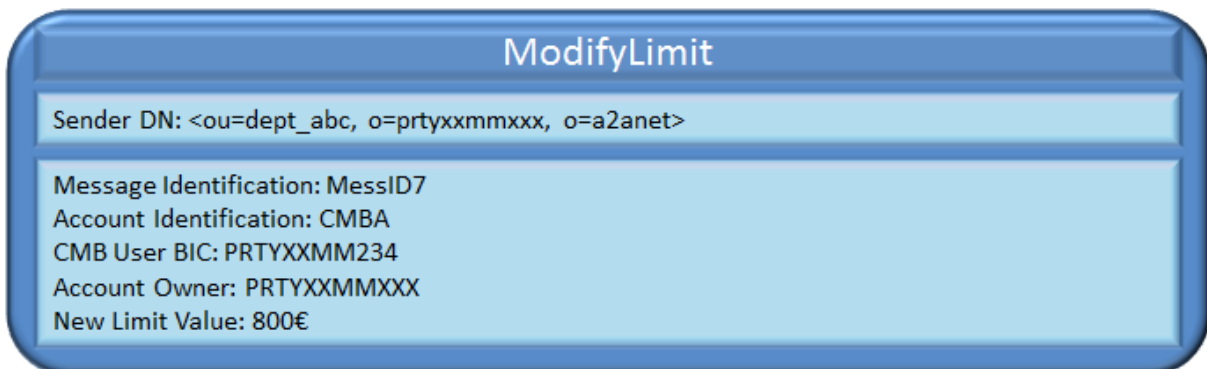 ModifyLimit
Sender DN: <ou=dept_abc, o=prtyxxmmxxx, o=a2anet>
Message Identification: MessID7
Account Identification: CMBA
CMB User BIC: PRTYXXMM234
Account Owner: PRTYXXMMXXX
New Limit Value: 800€